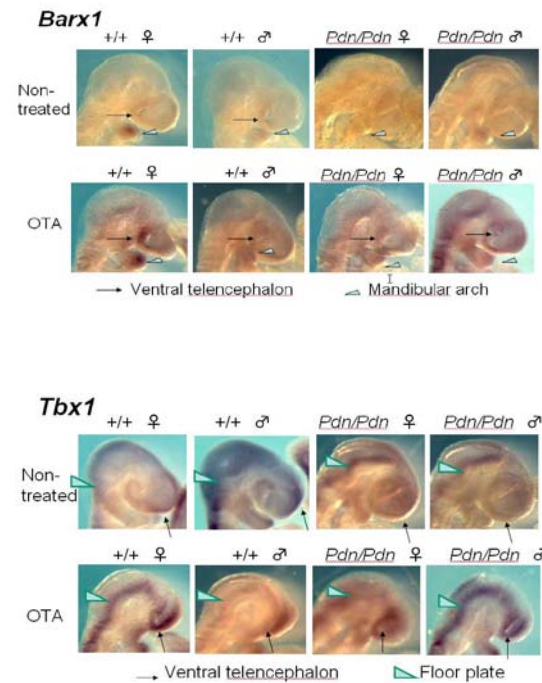 Barx1
+/+ ♀ +/+ ♂ Pdn/Pdn ♀ Pdn/Pdn ♂
Non-
treated
OTA
+/+ ♀ +/+ ♂ Pdn/Pdn ♀ Pdn/Pdn ♂
→ Ventral telencephalon Mandibular arch
Tbx1
+/+ ♀ +/+ ♂ Pdn/Pdn ♀ Pdn/Pdn ♂
Non-
treated
+/+ ♀ +/+ ♂ Pdn/Pdn ♀ Pdn/Pdn ♂
OTA
→ Ventral telencephalon Floor plate